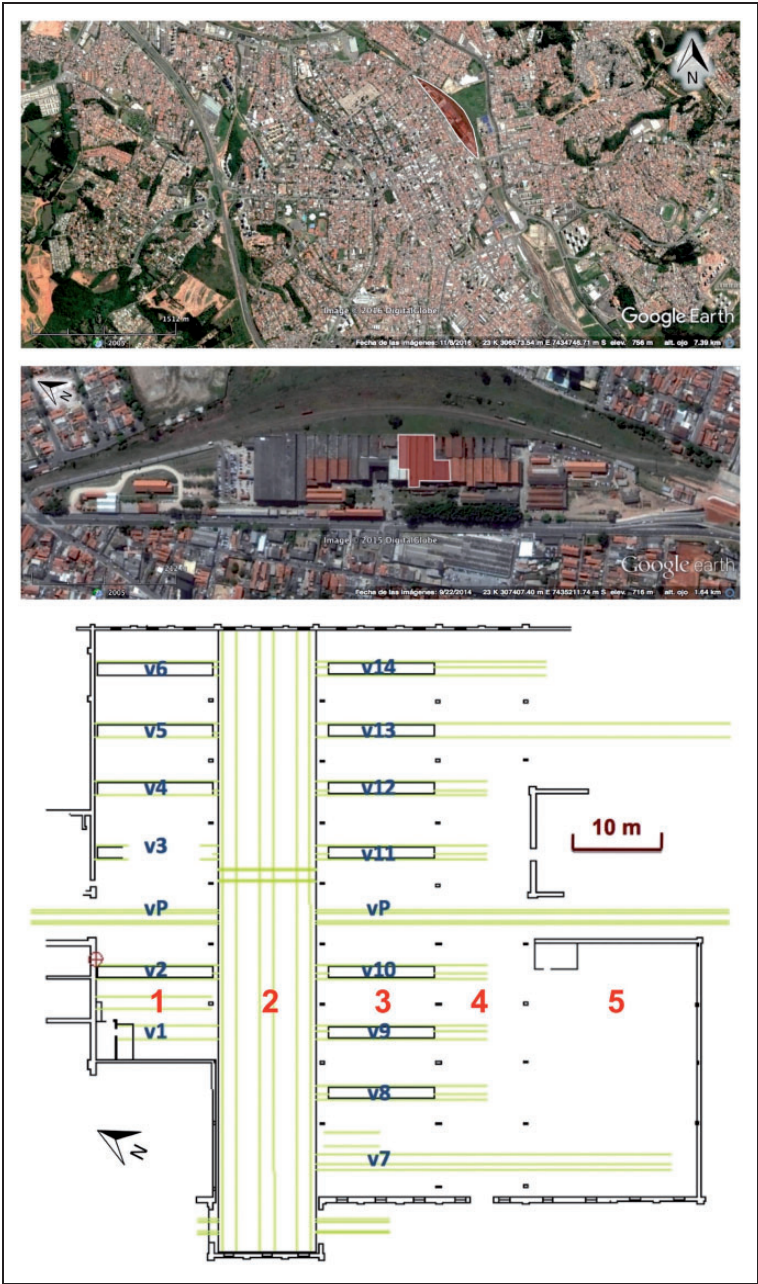 N
Image © 2016 DigitalGlobe
Google Earth
1512 m
2005
Fecha de las imágenes: 11/8/2016 23 K 306573.54 m E 7434746.71 m S elev. 756 m alt. ojo 7.39 km
N
Image © 2015 DigitalGlobe
Google earth
2005
Fecha de las imágenes: 9/22/2014 23 K 307407.40 m E 7435211.74 m S elev. 716 m alt. ojo 1.64 km
v6 v14
v5 v13
v4 v12
v3 v11
10 m
vP vP
v2 v10
1 2 3 4 5
v1 v9
v8
N
v7